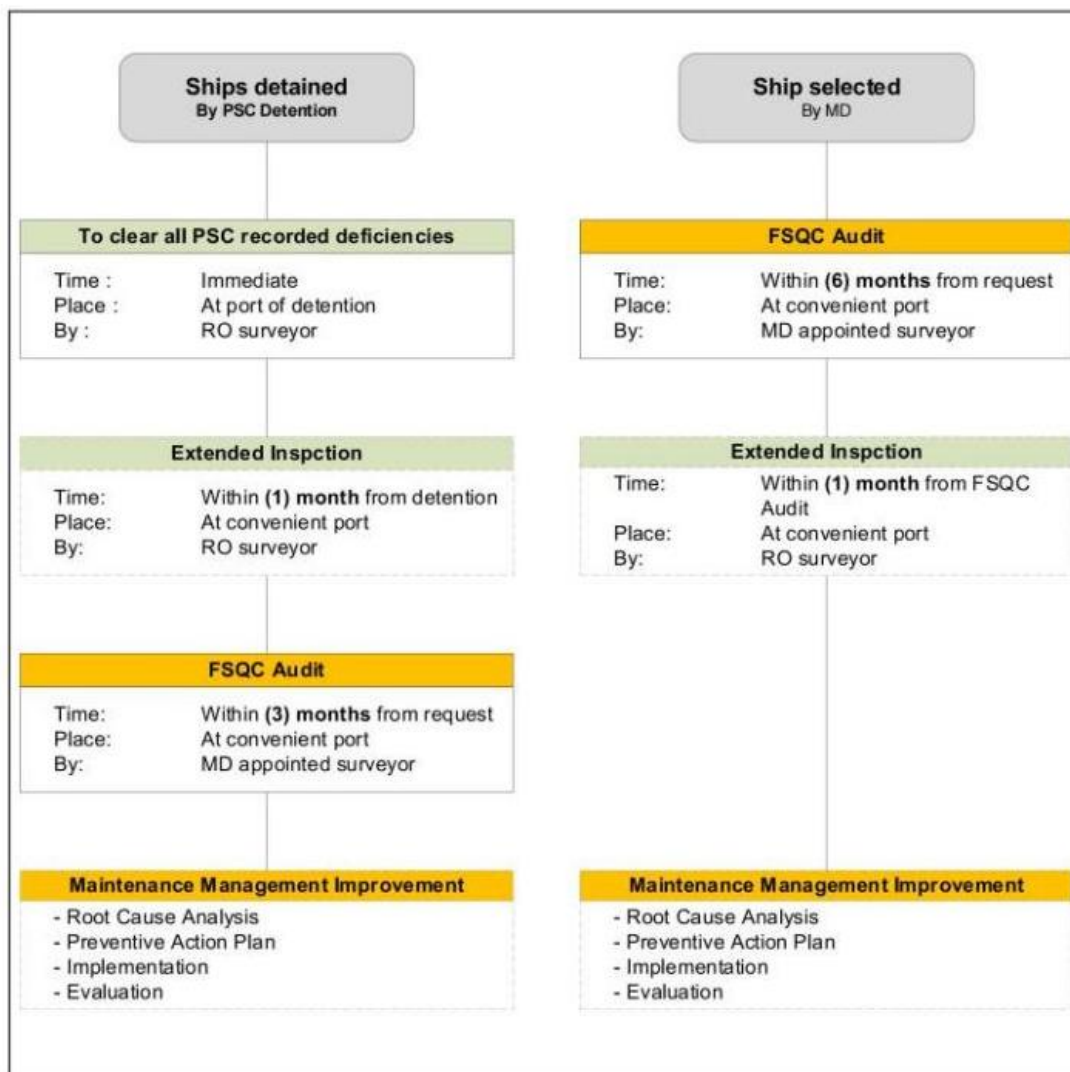 Ships detained
By PSC Detention
To clear all PSC recorded deficiencies
Time : Immediate
Place : At port of detention
By : RO surveyor
Extended Inspction
Time: Within (1) month from detention
Place: At convenient port
By: RO surveyor
FSQC Audit
Time: Within (3) months from request
Place: At convenient port
By: MD appointed surveyor
Maintenance Management Improvement
- Root Cause Analysis
- Preventive Action Plan
- Implementation
- Evaluation
Ship selected
By MD
FSQC Audit
Time: Within (6) months from request
Place: At convenient port
By: MD appointed surveyor
Extended Inspction
Time: Within (1) month from FSQC
Audit
Place: At convenient port
By: RO surveyor
Maintenance Management Improvement
- Root Cause Analysis
- Preventive Action Plan
- Implementation
- Evaluation